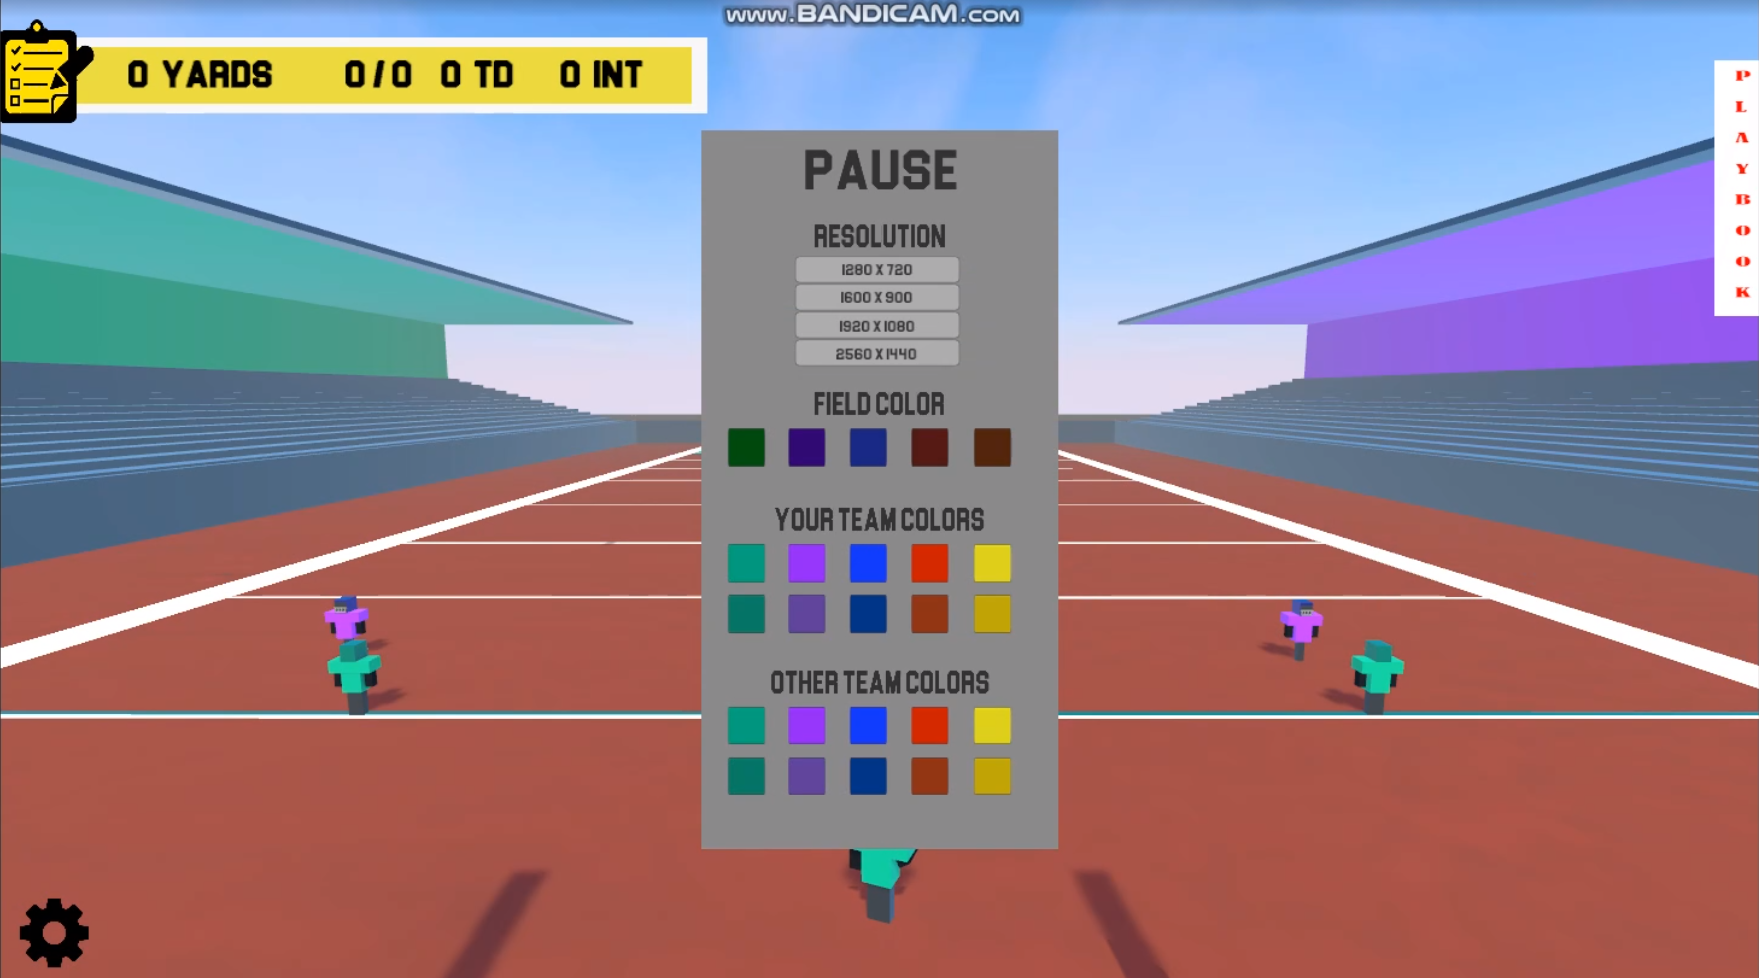 www.BANDICAM.com
0 YARDS 0/0 0 TD 0 INT
PLAYBOOK
PAUSE
RESOLUTION
1280 X 720
1600 X 900
1920 X 1080
2560 X 1440
FIELD COLOR
YOUR TEAM COLORS
OTHER TEAM COLORS